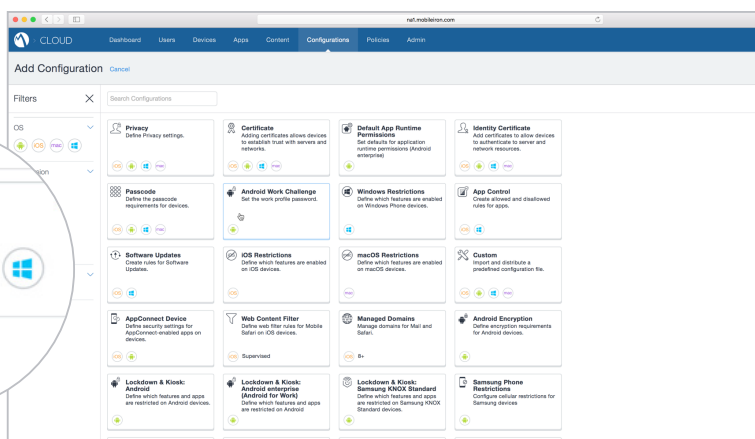 na1.mobileiron.com
CLOUD
Dashboard Users Devices Apps Content Configurations Policies Admin
Add Configuration Cancel
Filters
Search Configurations
OS
iOS mac
Privacy
Define Privacy settings.
iOS mac
Certificate
Adding certificates allows devices
to establish trust with servers and
networks.
iOS mac
Default App Runtime
Permissions
Set defaults for application
runtime permissions (Android
enterprise)
Identity Certificate
Add certificates to allow devices
to authenticate to server and
network resources.
iOS mac
Passcode
Define the passcode
requirements for devices.
iOS mac
Android Work Challenge
Set the work profile password.
Windows Restrictions
Define which features are enabled
on Windows Phone devices.
App Control
Create allowed and disallowed
rules for apps.
iOS
Software Updates
Create rules for Software
Updates.
iOS
iOS Restrictions
Define which features are enabled
on iOS devices.
iOS
macOS Restrictions
Define which features are enabled
on macOS devices.
mac
Custom
Import and distribute a
predefined configuration file.
iOS mac
AppConnect Device
Define security settings for
AppConnect-enabled apps on
devices.
iOS
Web Content Filter
Define web filter rules for Mobile
Safari on iOS devices.
iOS Supervised
Managed Domains
Manage domains for Mail and
Safari.
iOS 8+
Android Encryption
Define encryption requirements
for Android devices.
Lockdown & Kiosk:
Android
Define which features and apps
are restricted on Android devices.
Lockdown & Kiosk:
Android enterprise
(Android for Work)
Define which features and apps
are restricted on Android
Lockdown & Kiosk:
Samsung KNOX Standard
Define which features and apps
are restricted on Samsung KNOX
Standard devices.
Samsung Phone
Restrictions
Configure cellular restrictions for
Samsung devices